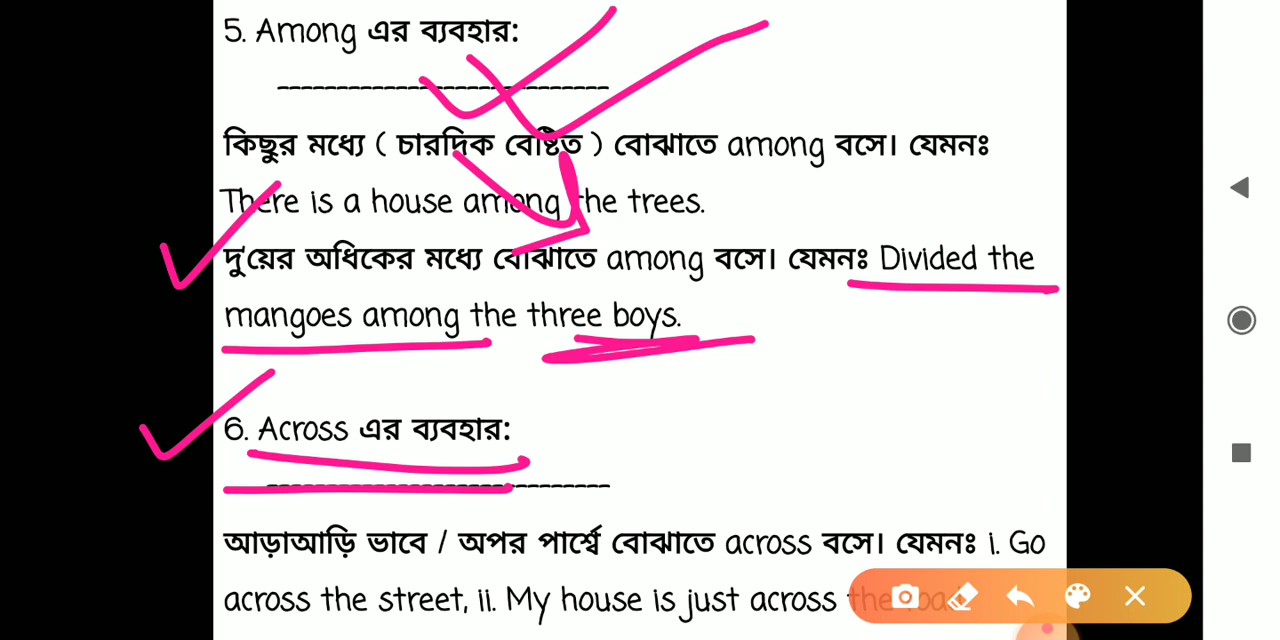 5. Among এর ব্যবহার:
কিছুর মধ্যে ( চারদিক বেষ্টিত ) বোঝাতে among বসে। যেমনঃ
There is a house among the trees.
দু'য়ের অধিকের মধ্যে বোঝাতে among বসে। যেমনঃ Divided the
mangoes among the three boys.
6. Across এর ব্যবহার:
আড়াআড়ি ভাবে / অপর পার্শ্বে বোঝাতে across বসে। যেমনঃ i. Go
across the street, ii. My house is just across the